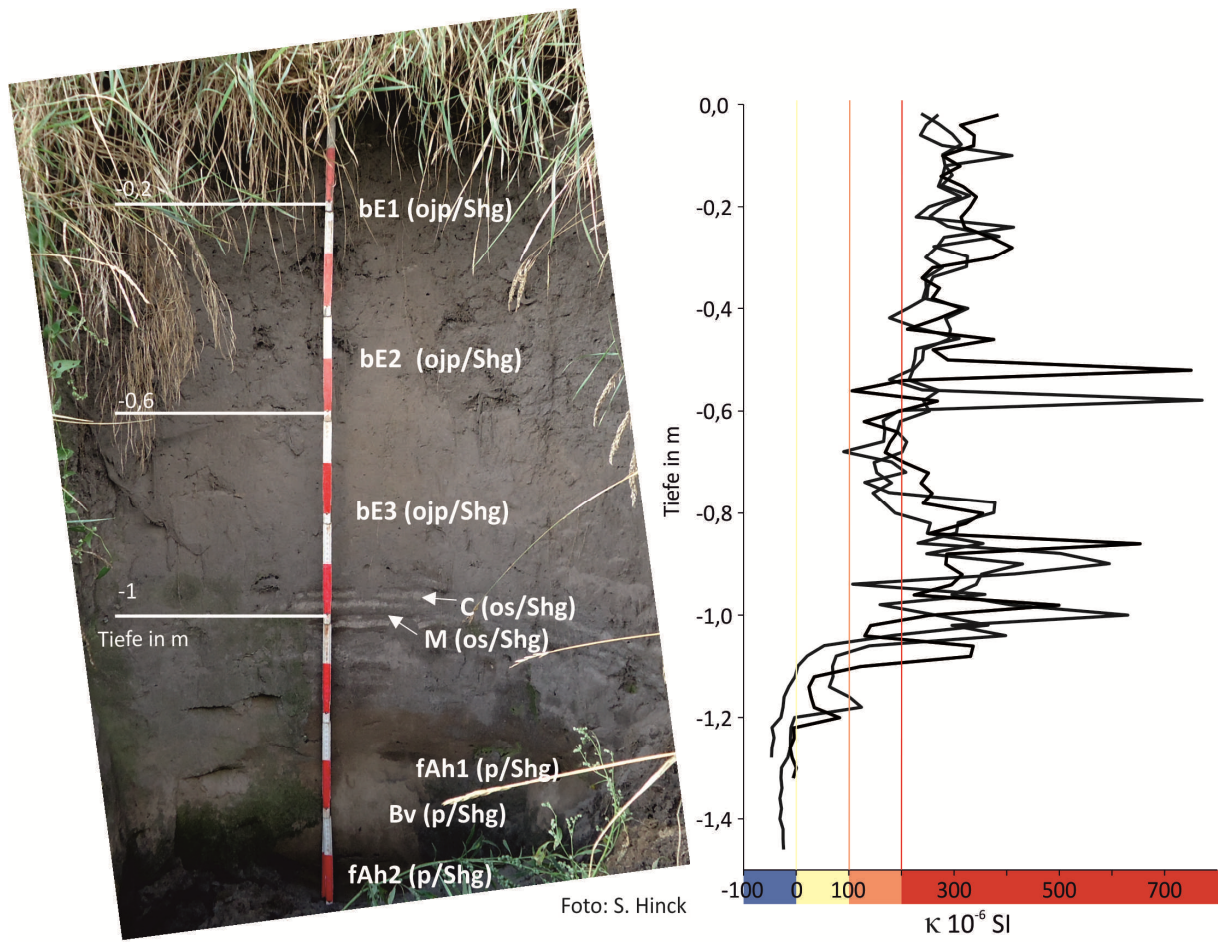 -0,2
bE1 (ojp/Shg)
bE2 (ojp/Shg)
-0,6
bE3 (ojp/Shg)
-1
C (os/Shg)
Tiefe in m
M (os/Shg)
fAh1 (p/Shg)
Bv (p/Shg)
fAh2 (p/Shg)
Foto: S. Hinck
0,0
-0,2
-0,4
-0,6
-0,8
-1,0
-1,2
-1,4
Tiefe in m
-100 0 100 300 500 700
κ 10⁻⁶ SI